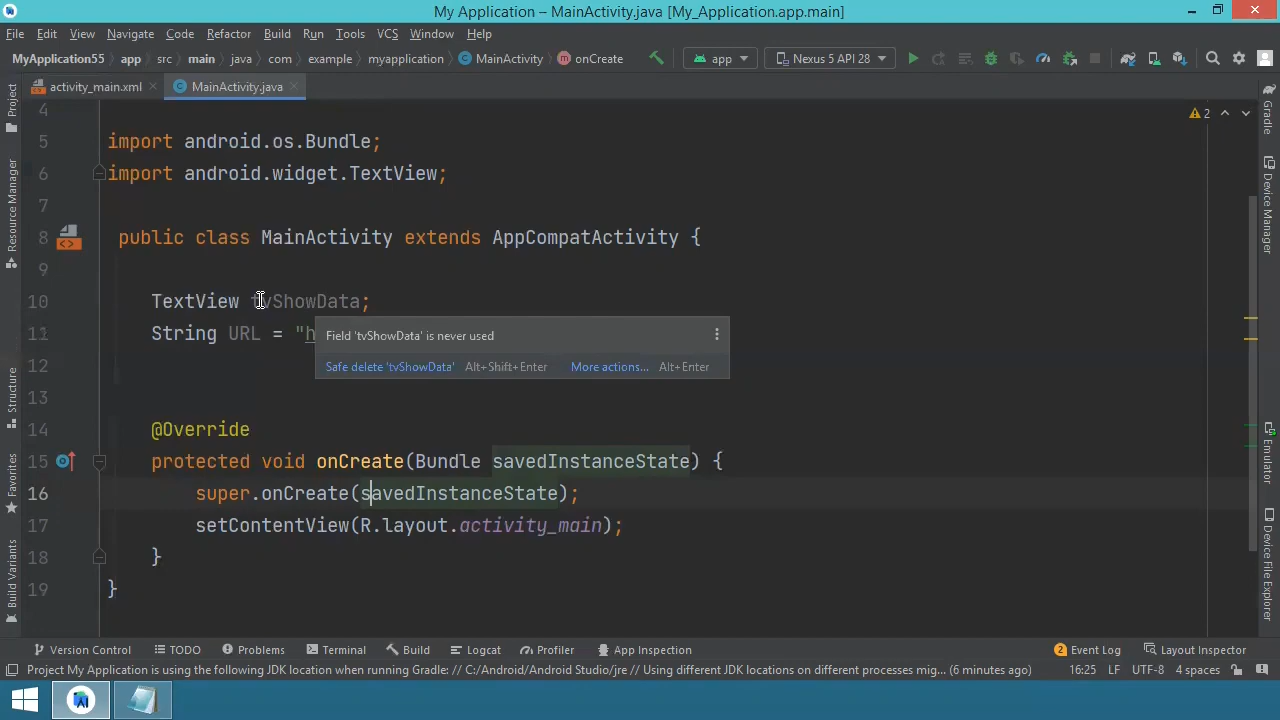 My Application – MainActivity.java [My_Application.app.main]
File Edit View Navigate Code Refactor Build Run Tools VCS Window Help
MyApplication55 app src main java com example myapplication MainActivity onCreate app Nexus 5 API 28
activity_main.xml MainActivity.java
Project
Resource Manager
Structure
Favorites
Build Variants
4
2
5 import android.os.Bundle;
6 import android.widget.TextView;
7
8 public class MainActivity extends AppCompatActivity {
9
10 TextView tvShowData;
11 String URL = "h
Field 'tvShowData' is never used
Safe delete 'tvShowData' Alt+Shift+Enter More actions... Alt+Enter
12
13
14 @Override
15 protected void onCreate(Bundle savedInstanceState) {
16 super.onCreate(savedInstanceState);
17 setContentView(R.layout.activity_main);
18 }
19 }
Gradle
Device Manager
Emulator
Device File Explorer
Version Control TODO Problems Terminal Build Logcat Profiler App Inspection 2 Event Log Layout Inspector
Project My Application is using the following JDK location when running Gradle: // C:/Android/Android Studio/jre // Using different JDK locations on different processes mig... (6 minutes ago) 16:25 LF UTF-8 4 spaces